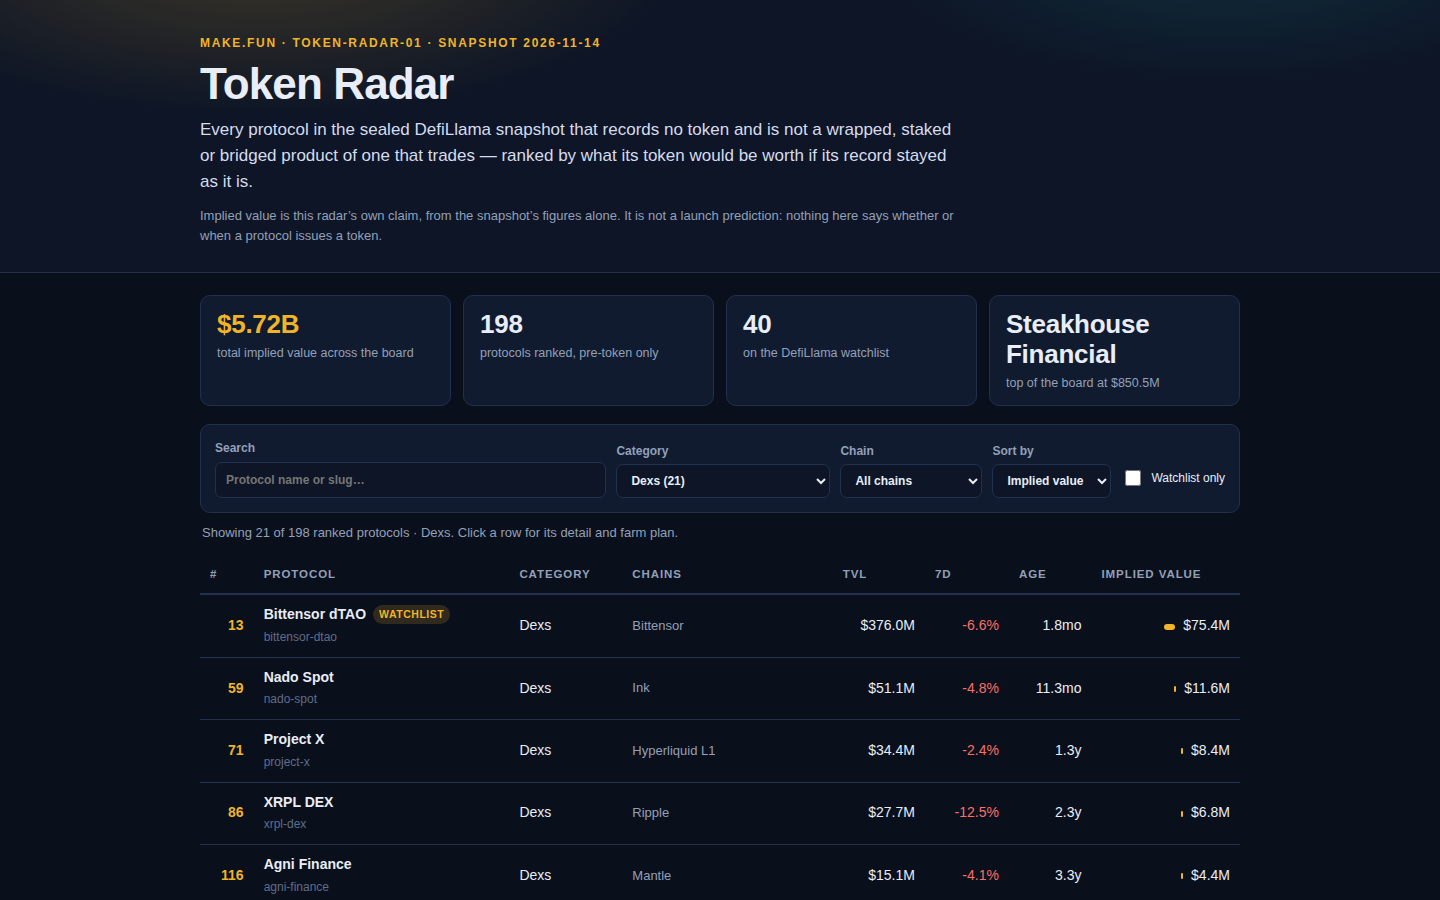 MAKE.FUN · TOKEN-RADAR-01 · SNAPSHOT 2026-11-14
Token Radar
Every protocol in the sealed DefiLlama snapshot that records no token and is not a wrapped, staked
or bridged product of one that trades — ranked by what its token would be worth if its record stayed
as it is.
Implied value is this radar’s own claim, from the snapshot’s figures alone. It is not a launch prediction: nothing here says whether or
when a protocol issues a token.
$5.72B
total implied value across the board
198
protocols ranked, pre-token only
40
on the DefiLlama watchlist
Steakhouse
Financial
top of the board at $850.5M
Search Category Chain Sort by
Protocol name or slug… Dexs (21) All chains Implied value Watchlist only
Showing 21 of 198 ranked protocols · Dexs. Click a row for its detail and farm plan.
# PROTOCOL CATEGORY CHAINS TVL 7D AGE IMPLIED VALUE
13 Bittensor dTAO WATCHLIST Dexs Bittensor $376.0M -6.6% 1.8mo $75.4M
bittensor-dtao
59 Nado Spot Dexs Ink $51.1M -4.8% 11.3mo $11.6M
nado-spot
71 Project X Dexs Hyperliquid L1 $34.4M -2.4% 1.3y $8.4M
project-x
86 XRPL DEX Dexs Ripple $27.7M -12.5% 2.3y $6.8M
xrpl-dex
116 Agni Finance Dexs Mantle $15.1M -4.1% 3.3y $4.4M
agni-finance